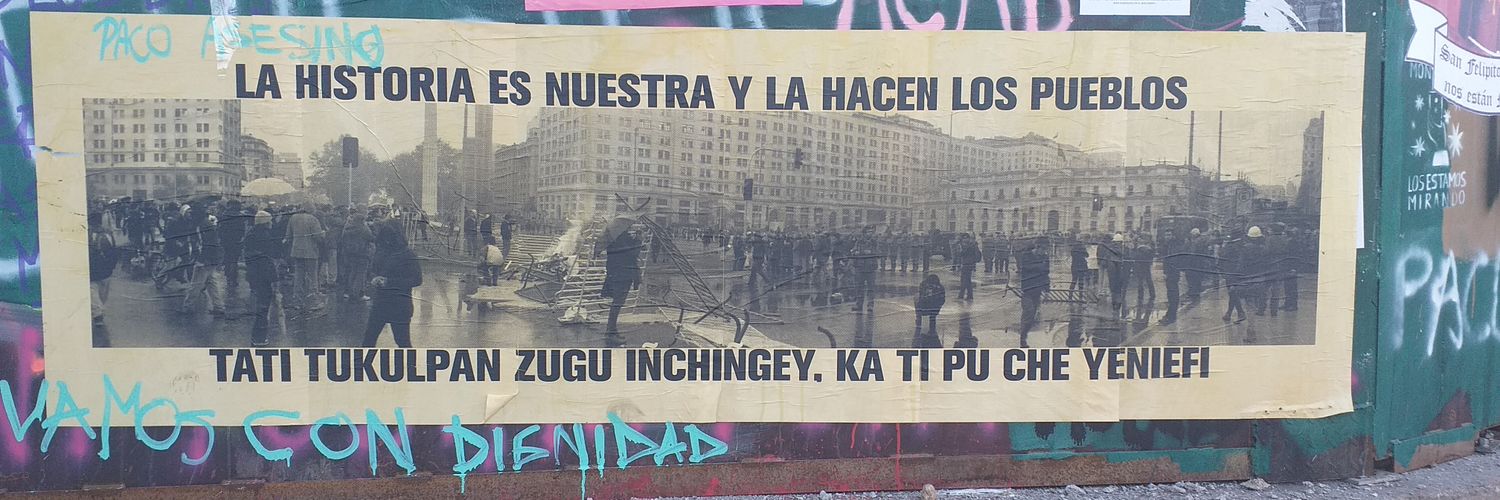 ACAB
PACO ASESINO
LA HISTORIA ES NUESTRA Y LA HACEN LOS PUEBLOS
TATI TUKULPAN ZUGU INCHINGEY, KA TI PU CHE YENIEFI
VAMOS CON DIGNIDAD
San Felipito
nos están
LOS ESTAMOS
MIRANDO